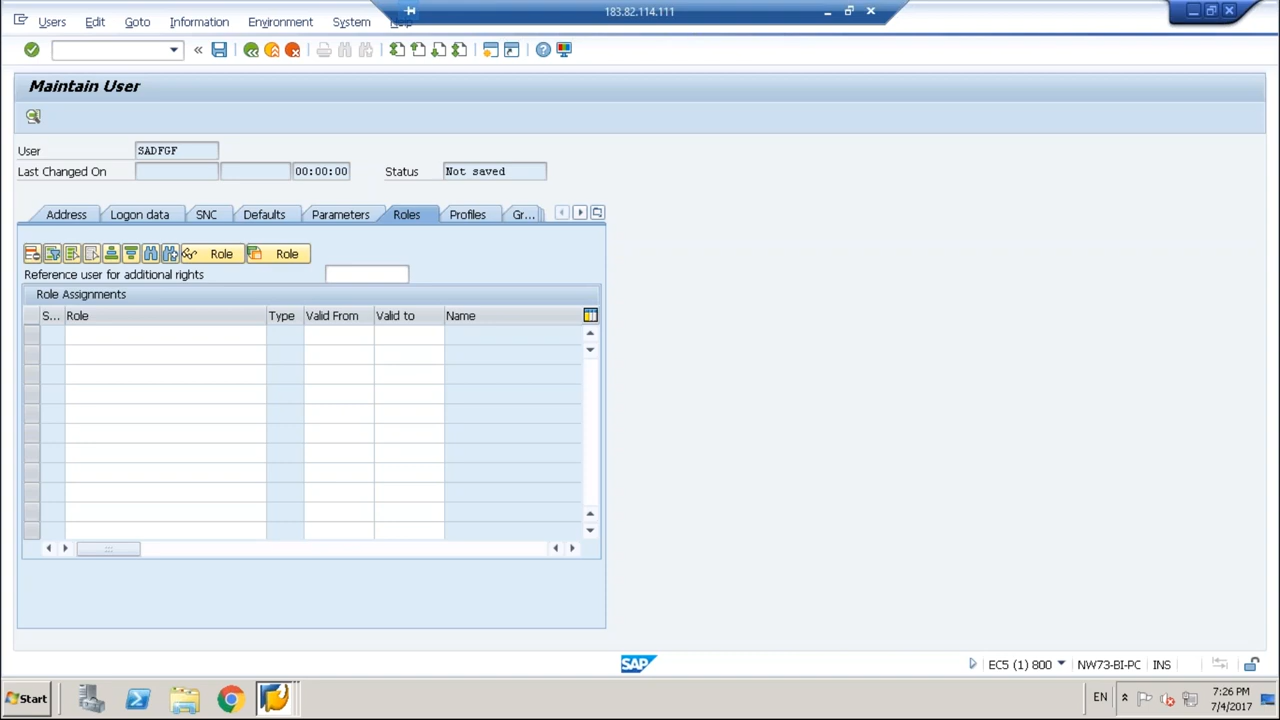 183.82.114.111
Users Edit Goto Information Environment System
Maintain User
User SADFGF
Last Changed On 00:00:00 Status Not saved
Address Logon data SNC Defaults Parameters Roles Profiles Gr...
Role Role
Reference user for additional rights
Role Assignments
S... Role Type Valid From Valid to Name
SAP
EC5 (1) 800 NW73-BI-PC INS
Start EN 7:26 PM
7/4/2017